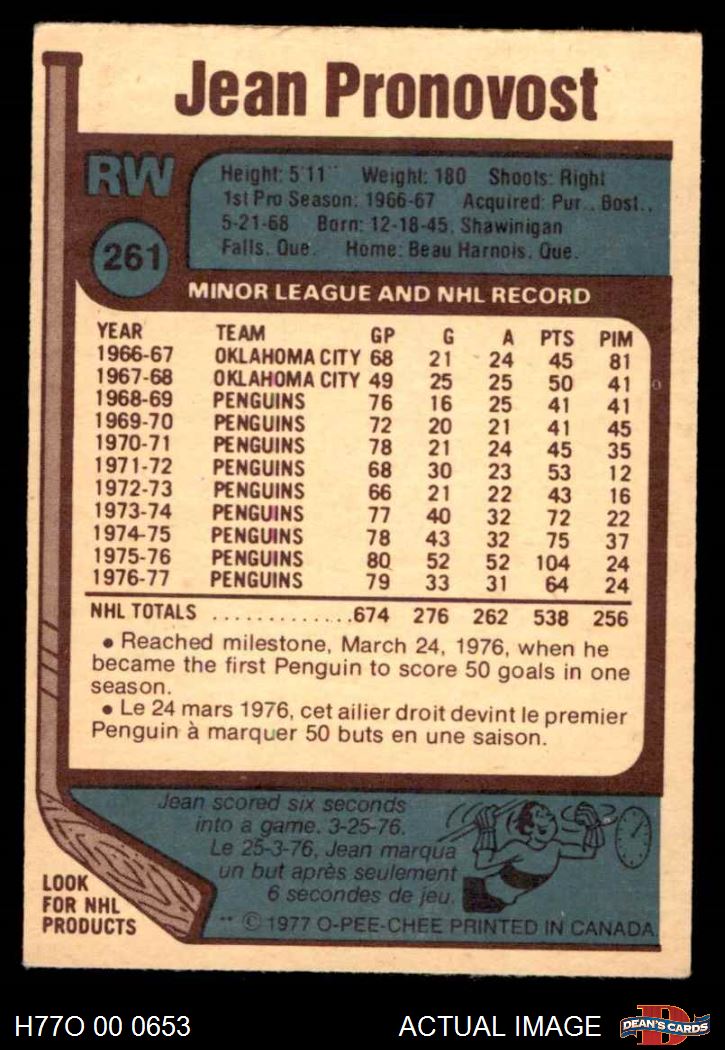 Jean Pronovost
RW
Height: 5'11" Weight: 180 Shoots: Right
1st Pro Season: 1966-67 Acquired: Pur., Bost.,
5-21-68 Born: 12-18-45, Shawinigan
Falls, Que. Home: Beau Harnois, Que.
261
MINOR LEAGUE AND NHL RECORD
YEAR TEAM GP G A PTS PIM
1966-67 OKLAHOMA CITY 68 21 24 45 81
1967-68 OKLAHOMA CITY 49 25 25 50 41
1968-69 PENGUINS 76 16 25 41 41
1969-70 PENGUINS 72 20 21 41 45
1970-71 PENGUINS 78 21 24 45 35
1971-72 PENGUINS 68 30 23 53 12
1972-73 PENGUINS 66 21 22 43 16
1973-74 PENGUINS 77 40 32 72 22
1974-75 PENGUINS 78 43 32 75 37
1975-76 PENGUINS 80 52 52 104 24
1976-77 PENGUINS 79 33 31 64 24
NHL TOTALS .............674 276 262 538 256
• Reached milestone, March 24, 1976, when he
became the first Penguin to score 50 goals in one
season.
• Le 24 mars 1976, cet ailier droit devint le premier
Penguin à marquer 50 buts en une saison.
Jean scored six seconds
into a game, 3-25-76.
Le 25-3-76, Jean marqua
un but après seulement
6 secondes de jeu.
LOOK
FOR NHL
PRODUCTS
** © 1977 O-PEE-CHEE PRINTED IN CANADA
H77O 00 0653
ACTUAL IMAGE
D
DEAN'S CARDS